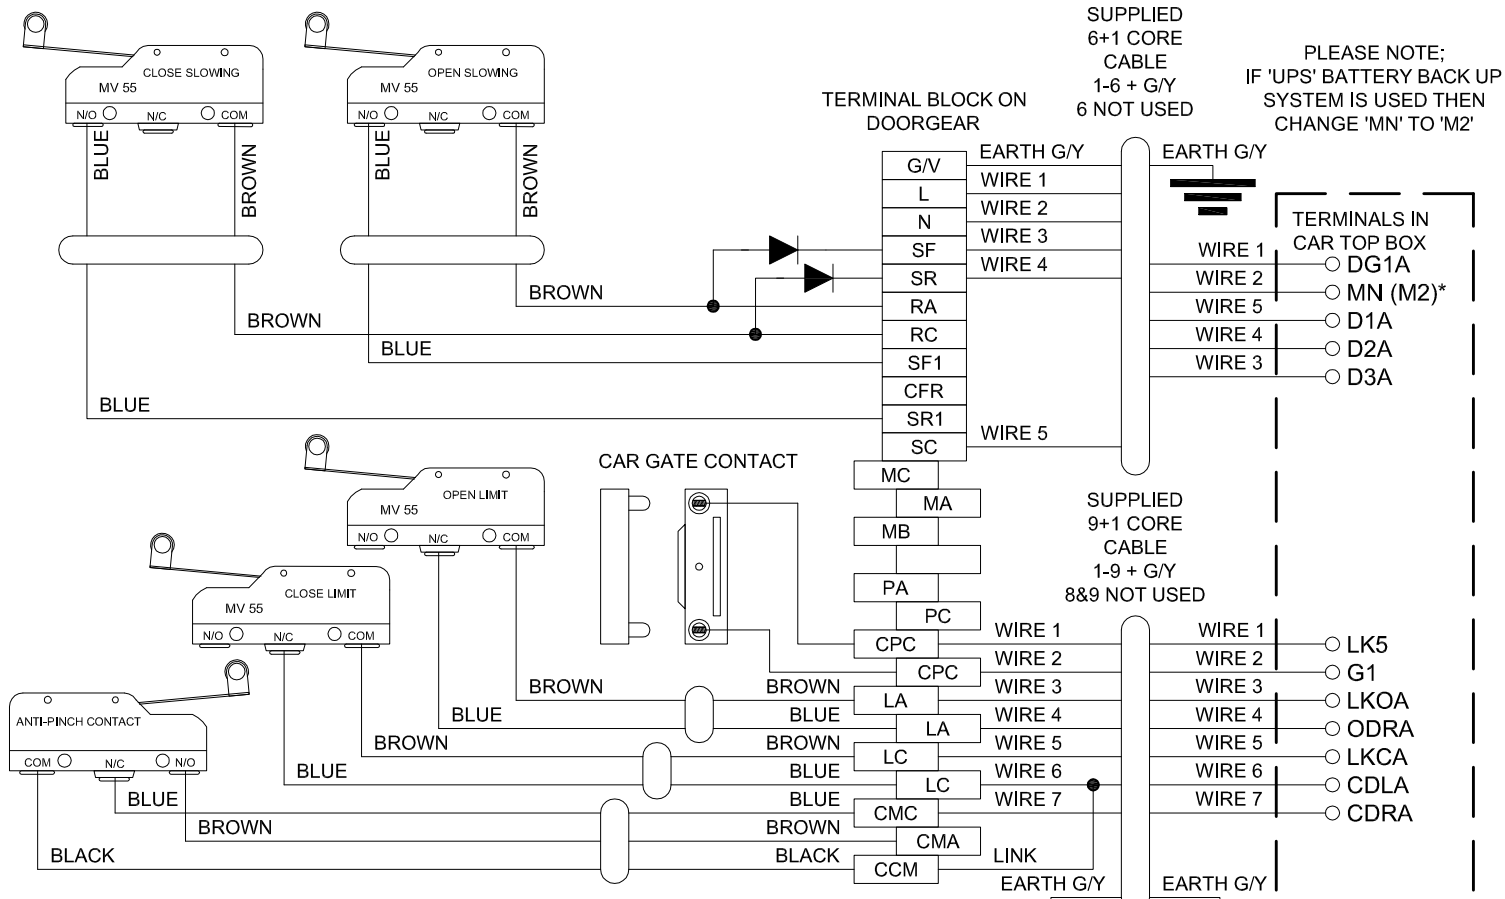 SUPPLIED
6+1 CORE
CABLE
1-6 + G/Y
6 NOT USED
PLEASE NOTE;
IF 'UPS' BATTERY BACK UP
SYSTEM IS USED THEN
CHANGE 'MN' TO 'M2'
CLOSE SLOWING
MV 55
N/O
N/C
COM
BLUE
BROWN
OPEN SLOWING
MV 55
N/O
N/C
COM
BLUE
BROWN
TERMINAL BLOCK ON
DOORGEAR
G/V
L
N
SF
SR
RA
RC
SF1
CFR
SR1
SC
MC
MA
MB
PA
PC
CPC
CPC
LA
LA
LC
LC
CMC
CMA
CCM
EARTH G/Y
WIRE 1
WIRE 2
WIRE 3
WIRE 4
WIRE 5
EARTH G/Y
TERMINALS IN
CAR TOP BOX
WIRE 1
DG1A
WIRE 2
MN (M2)*
WIRE 5
D1A
WIRE 4
D2A
WIRE 3
D3A
BROWN
BROWN
BLUE
BLUE
CAR GATE CONTACT
OPEN LIMIT
MV 55
N/O
N/C
COM
CLOSE LIMIT
MV 55
N/O
N/C
COM
ANTI-PINCH CONTACT
COM
N/C
N/O
SUPPLIED
9+1 CORE
CABLE
1-9 + G/Y
8&9 NOT USED
WIRE 1
WIRE 1
LK5
WIRE 2
WIRE 2
G1
BROWN
BROWN
WIRE 3
WIRE 3
LKOA
BLUE
BLUE
WIRE 4
WIRE 4
ODRA
BROWN
BROWN
WIRE 5
WIRE 5
LKCA
BLUE
BLUE
WIRE 6
WIRE 6
CDLA
BLUE
BLUE
WIRE 7
WIRE 7
CDRA
BROWN
BROWN
BLACK
BLACK
LINK
EARTH G/Y
EARTH G/Y